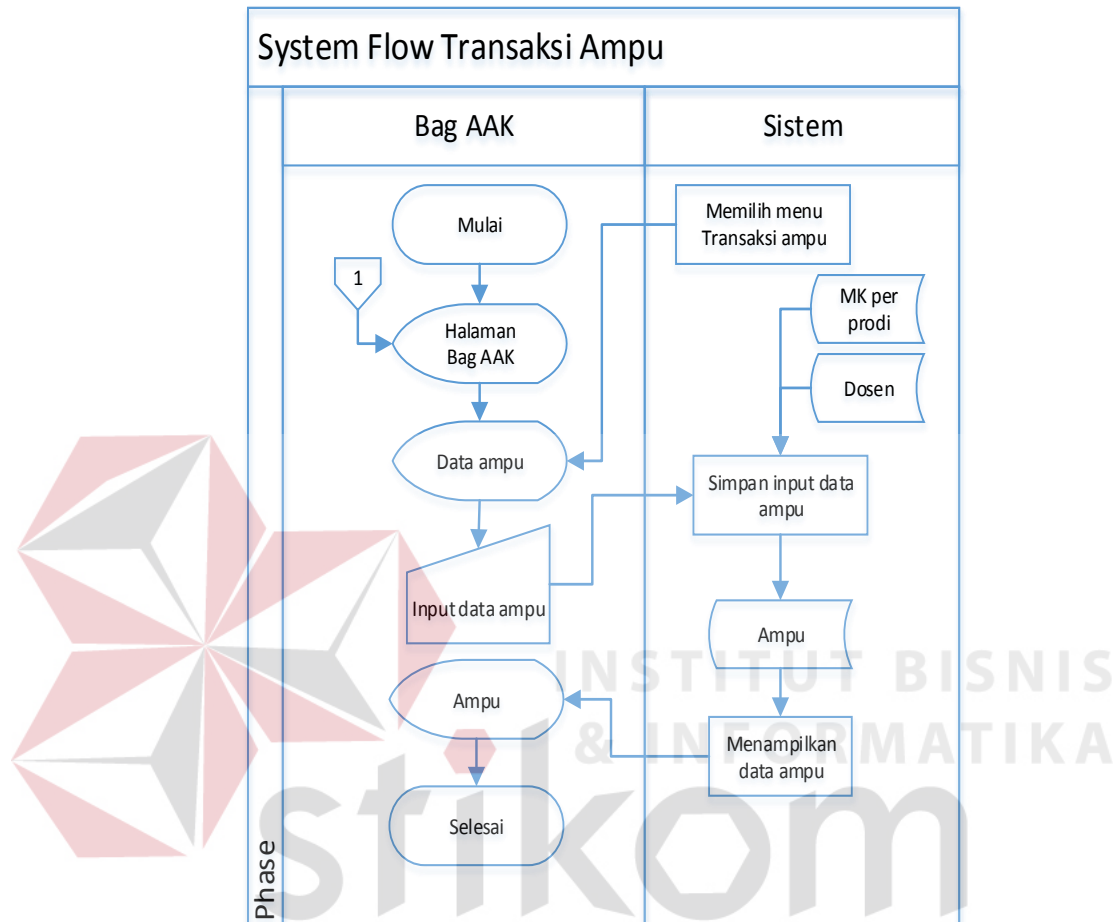 System Flow Transaksi Ampu
Bag AAK
Sistem
Mulai
Memilih menu
Transaksi ampu
1
MK per
prodi
Halaman
Bag AAK
Dosen
Data ampu
Simpan input data
ampu
Input data ampu
Ampu
Ampu
Menampilkan
data ampu
Selesai
Phase
INSTITUT BISNIS
& INFORMATIKA
stikom